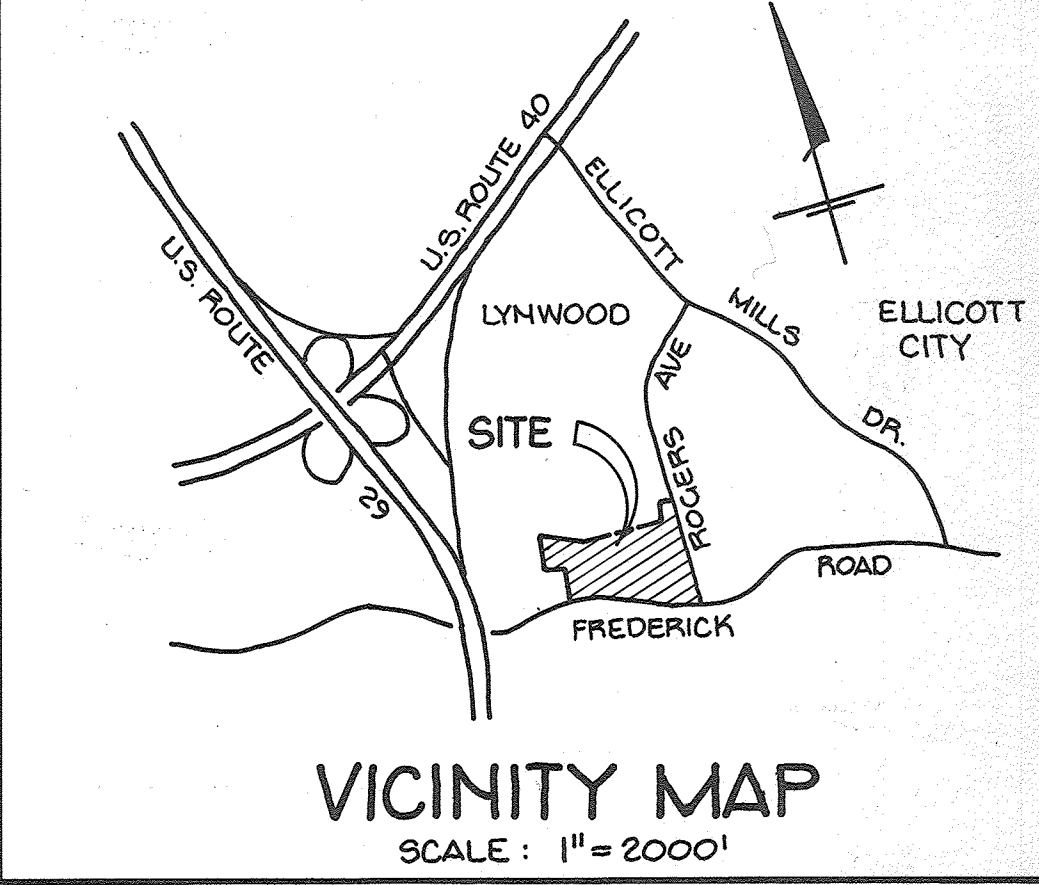 U.S. ROUTE 40
ELLICOTT MILLS DR.
U.S. ROUTE 29
LYNWOOD
ELLICOTT
CITY
ROGERS AVE
SITE
FREDERICK ROAD
VICINITY MAP
SCALE: 1" = 2000'